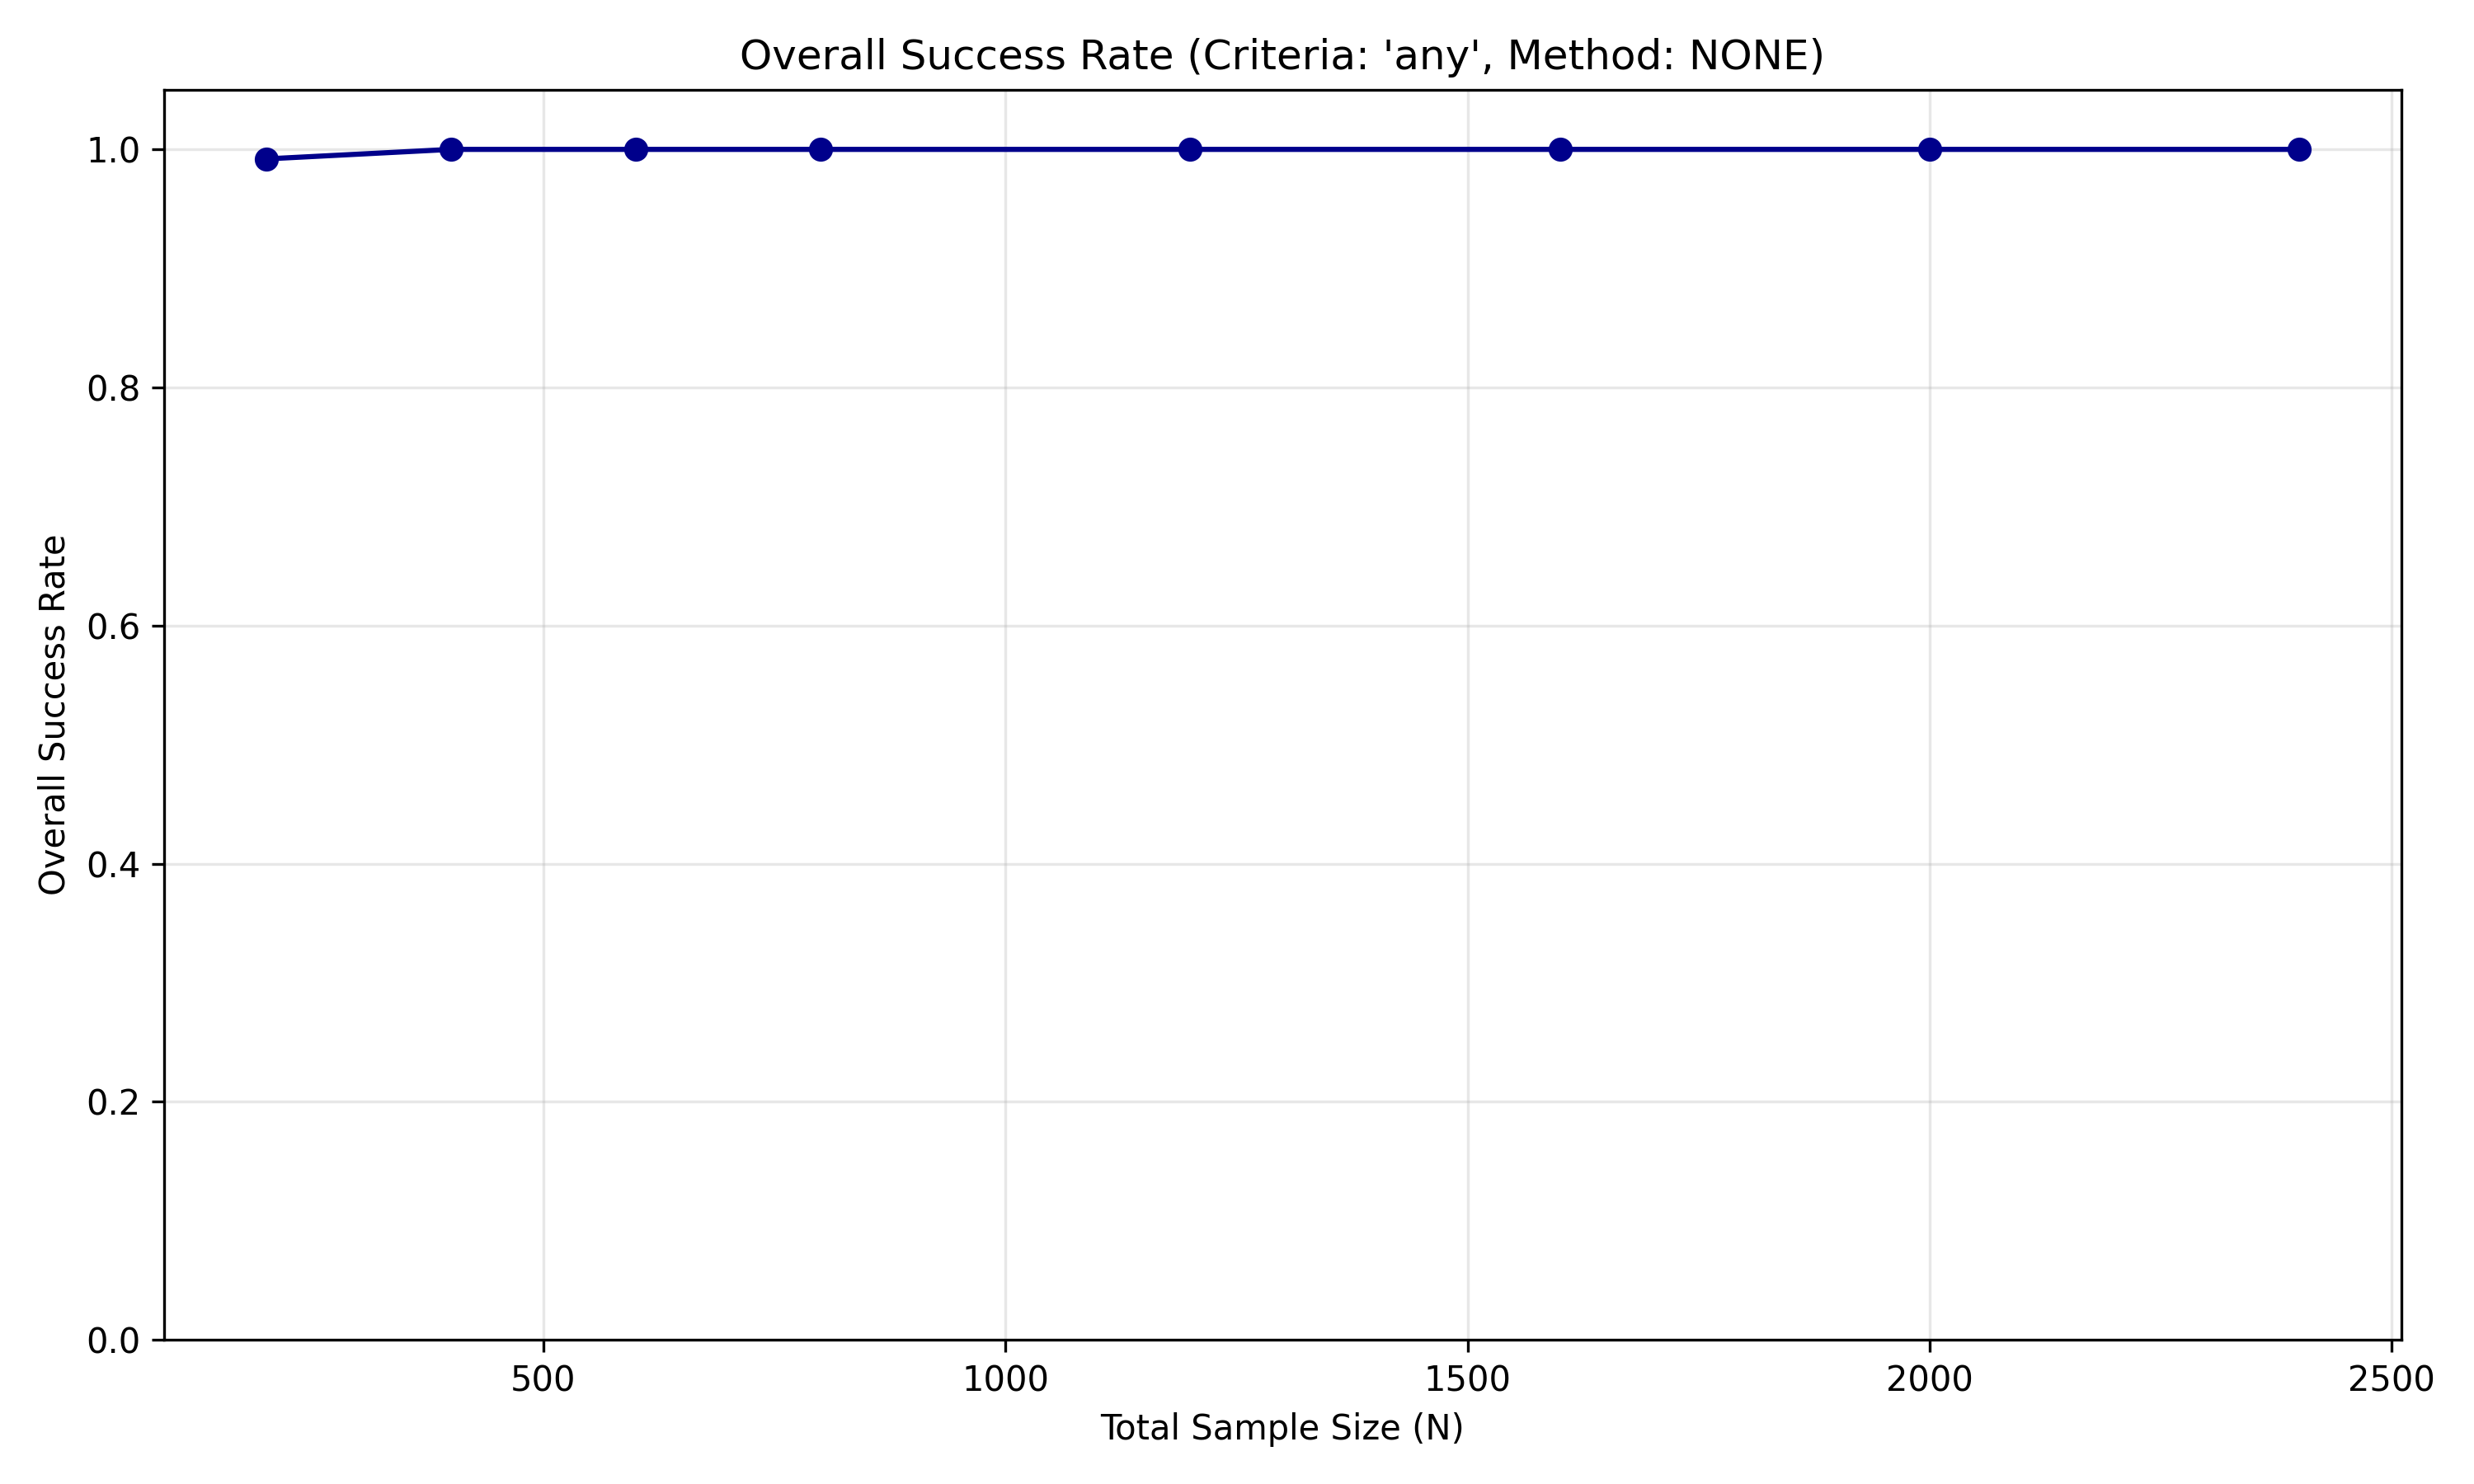 Overall Success Rate (Criteria: 'any', Method: NONE)
Overall Success Rate
1.0
0.8
0.6
0.4
0.2
0.0
500 1000 1500 2000 2500
Total Sample Size (N)